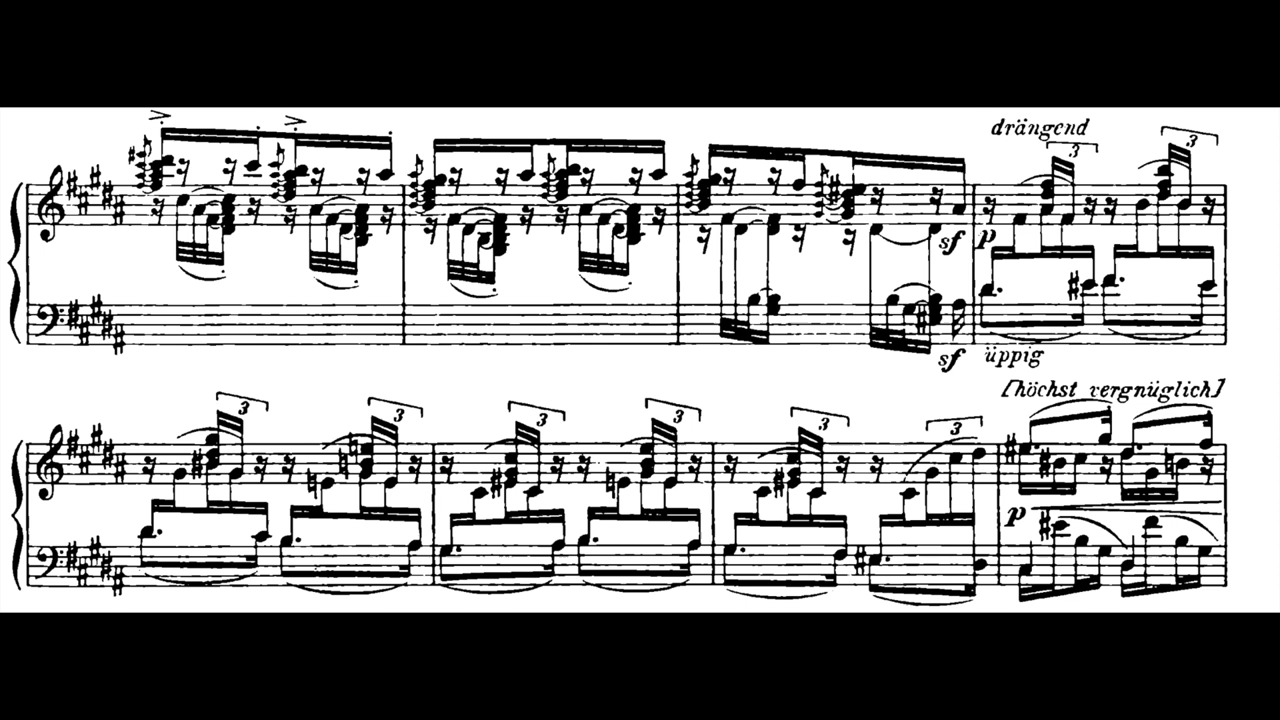 drängend
3 3
sf p
sf üppig
[höchst vergnüglich]
3 3 3 3 3 3
p